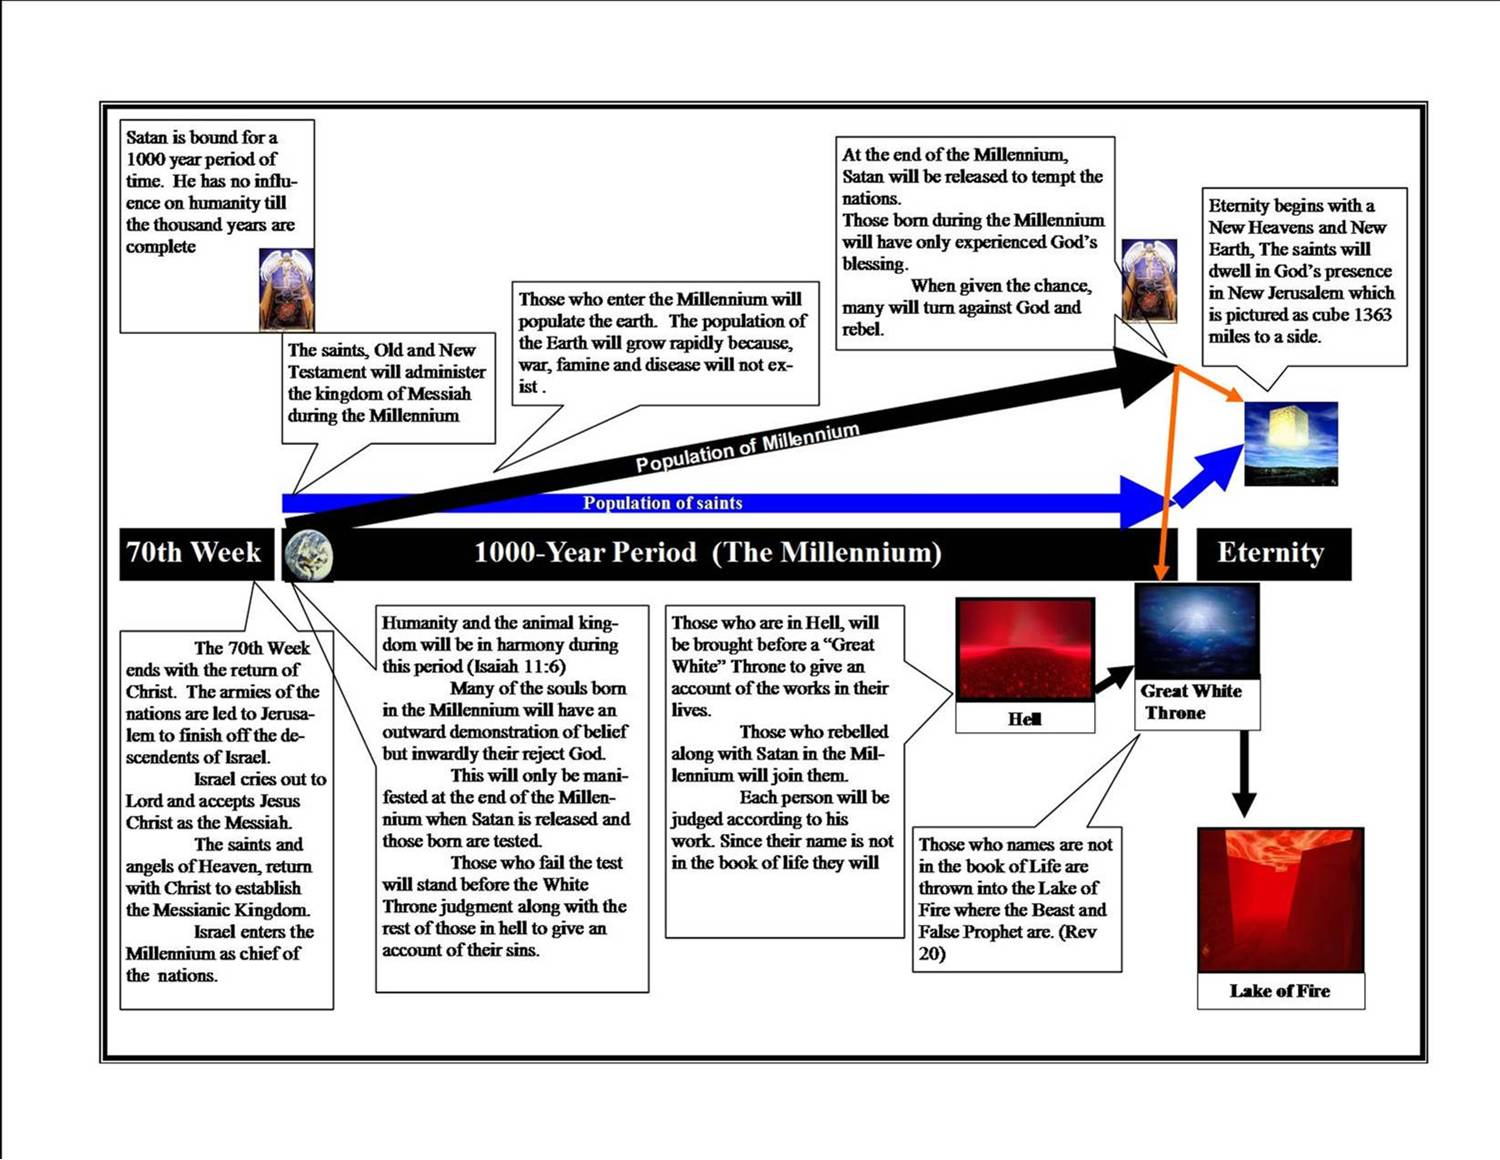 Satan is bound for a
1000 year period of
time.  He has no influ-
ence on humanity till
the thousand years are
complete
The saints, Old and New
Testament will administer
the kingdom of Messiah
during the Millennium
Those who enter the Millennium will
populate the earth.  The population of
the Earth will grow rapidly because,
war, famine and disease will not ex-
ist .
At the end of the Millennium,
Satan will be released to tempt the
nations.
Those born during the Millennium
will have only experienced God's
blessing.
When given the chance,
many will turn against God and
rebel.
Eternity begins with a
New Heavens and New
Earth, The saints will
dwell in God's presence
in New Jerusalem which
is pictured as cube 1363
miles to a side.
Population of Millennium
Population of saints
70th Week
1000-Year Period  (The Millennium)
Eternity
The 70th Week
ends with the return of
Christ.  The armies of the
nations are led to Jerusa-
lem to finish off the de-
scendents of Israel.
Israel cries out to
Lord and accepts Jesus
Christ as the Messiah.
The saints and
angels of Heaven, return
with Christ to establish
the Messianic Kingdom.
Israel enters the
Millennium as chief of
the  nations.
Humanity and the animal king-
dom will be in harmony during
this period (Isaiah 11:6)
Many of the souls born
in the Millennium will have an
outward demonstration of belief
but inwardly their reject God.
This will only be mani-
fested at the end of the Millen-
nium when Satan is released and
those born are tested.
Those who fail the test
will stand before the White
Throne judgment along with the
rest of those in hell to give an
account of their sins.
Those who are in Hell, will
be brought before a “Great
White” Throne to give an
account of the works in their
lives.
Those who rebelled
along with Satan in the Mil-
lennium will join them.
Each person will be
judged according to his
work. Since their name is not
in the book of life they will
Hell
Great White
Throne
Those who names are not
in the book of Life are
thrown into the Lake of
Fire where the Beast and
False Prophet are. (Rev
20)
Lake of Fire